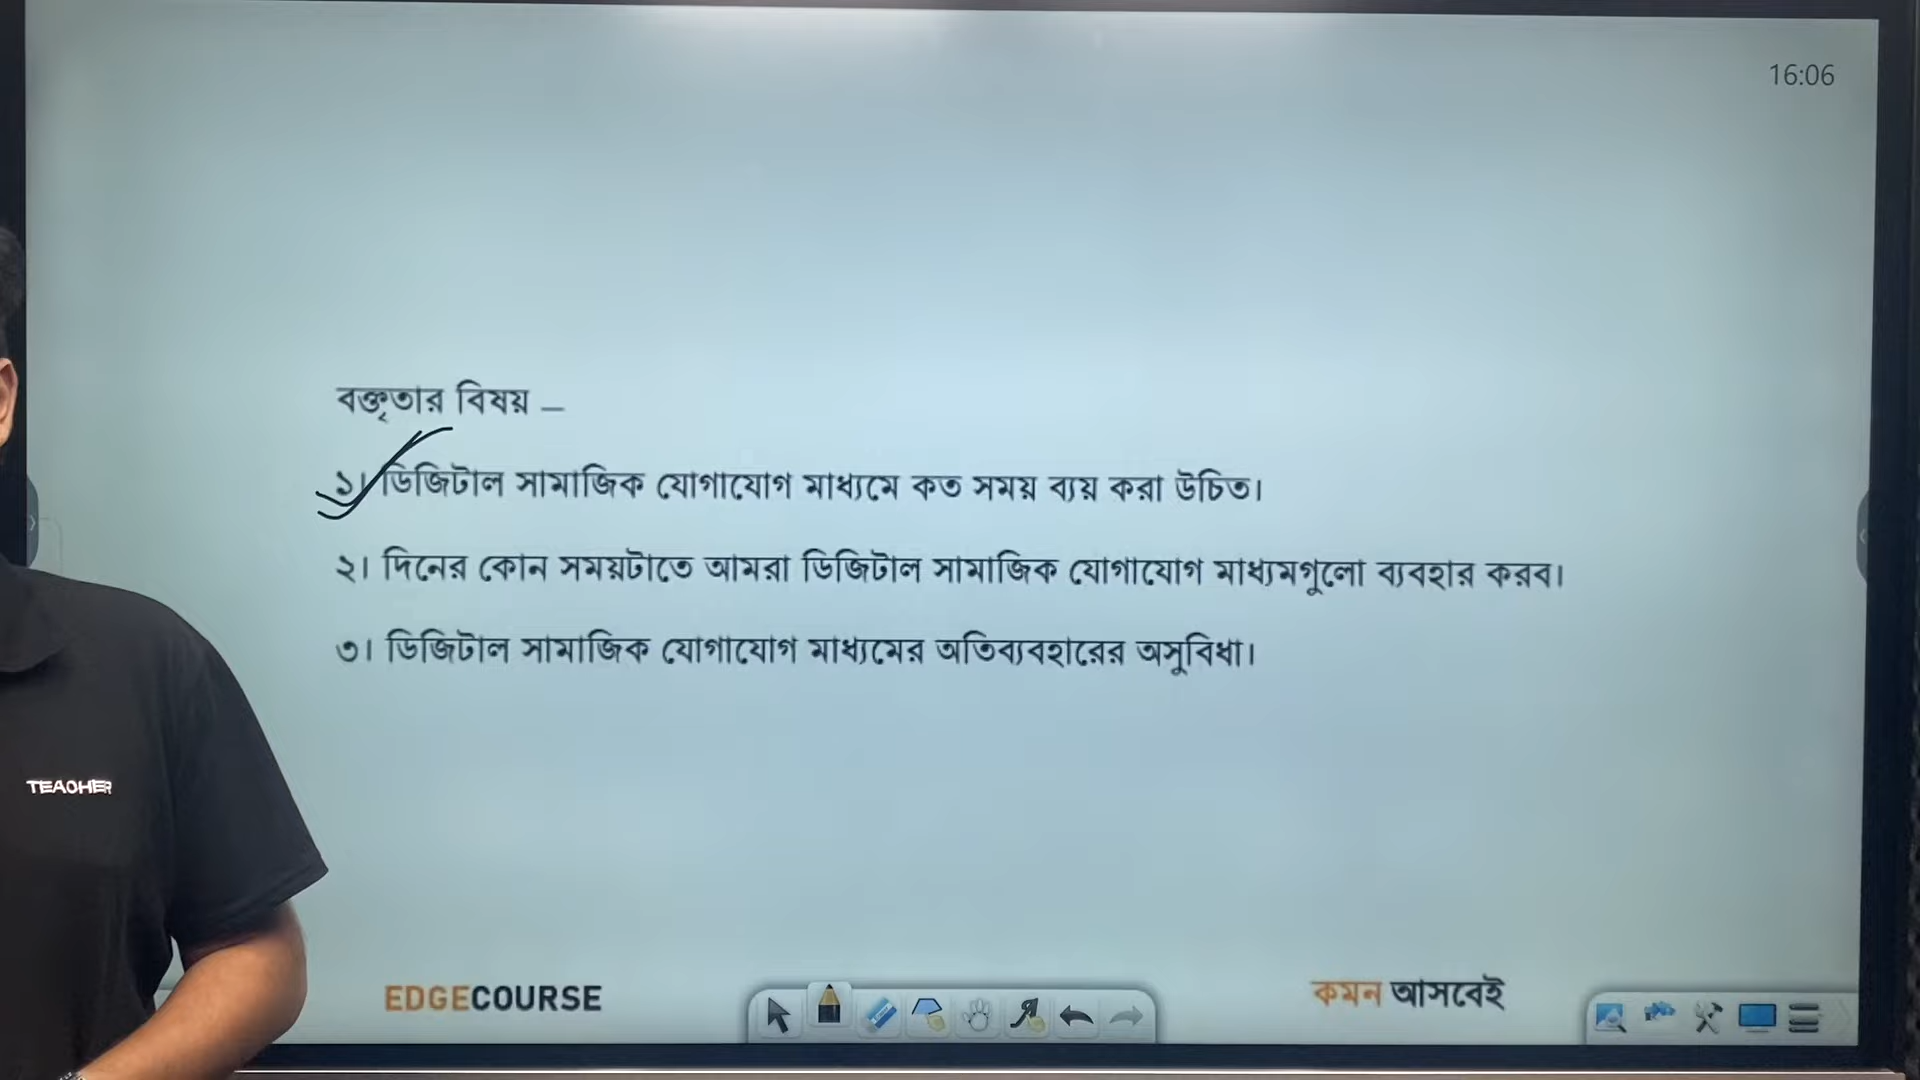 16:06
বক্তৃতার বিষয় –
১। ডিজিটাল সামাজিক যোগাযোগ মাধ্যমে কত সময় ব্যয় করা উচিত।
২। দিনের কোন সময়টাতে আমরা ডিজিটাল সামাজিক যোগাযোগ মাধ্যমগুলো ব্যবহার করব।
৩। ডিজিটাল সামাজিক যোগাযোগ মাধ্যমের অতিব্যবহারের অসুবিধা।
TEACHER
EDGECOURSE
কমন আসবেই